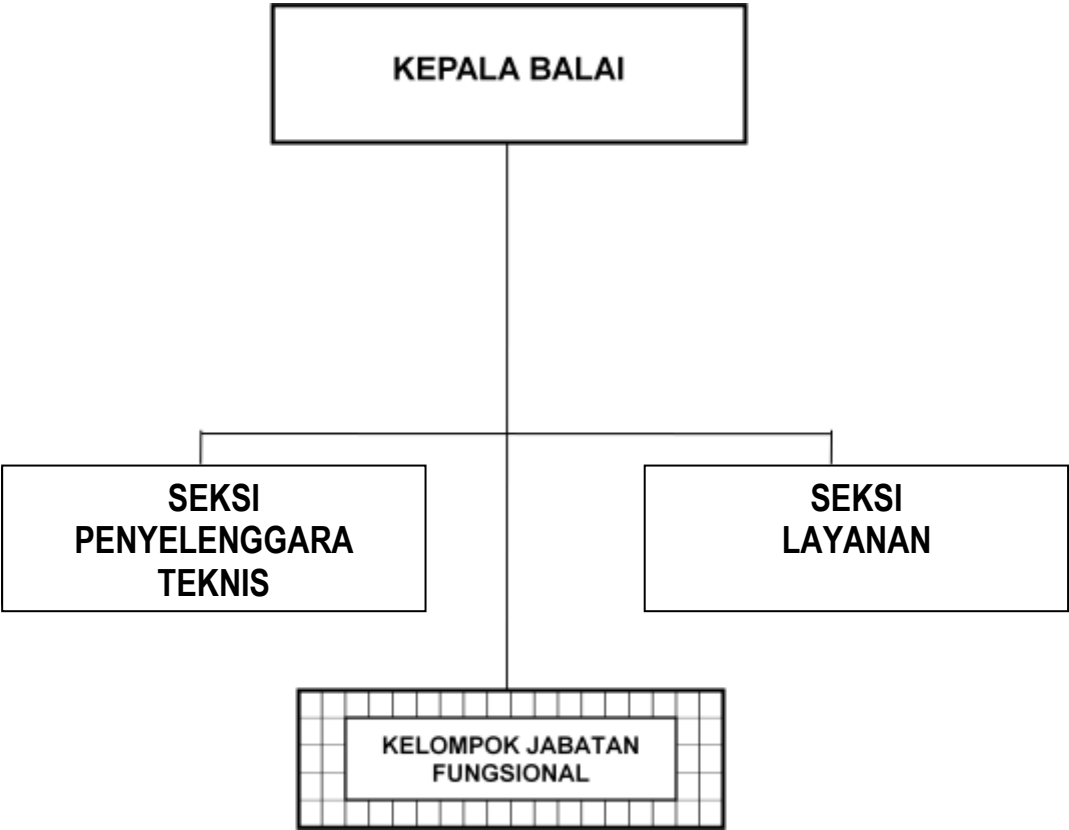 KEPALA BALAI
SEKSI
PENYELENGGARA
TEKNIS
SEKSI
LAYANAN
KELOMPOK JABATAN
FUNGSIONAL